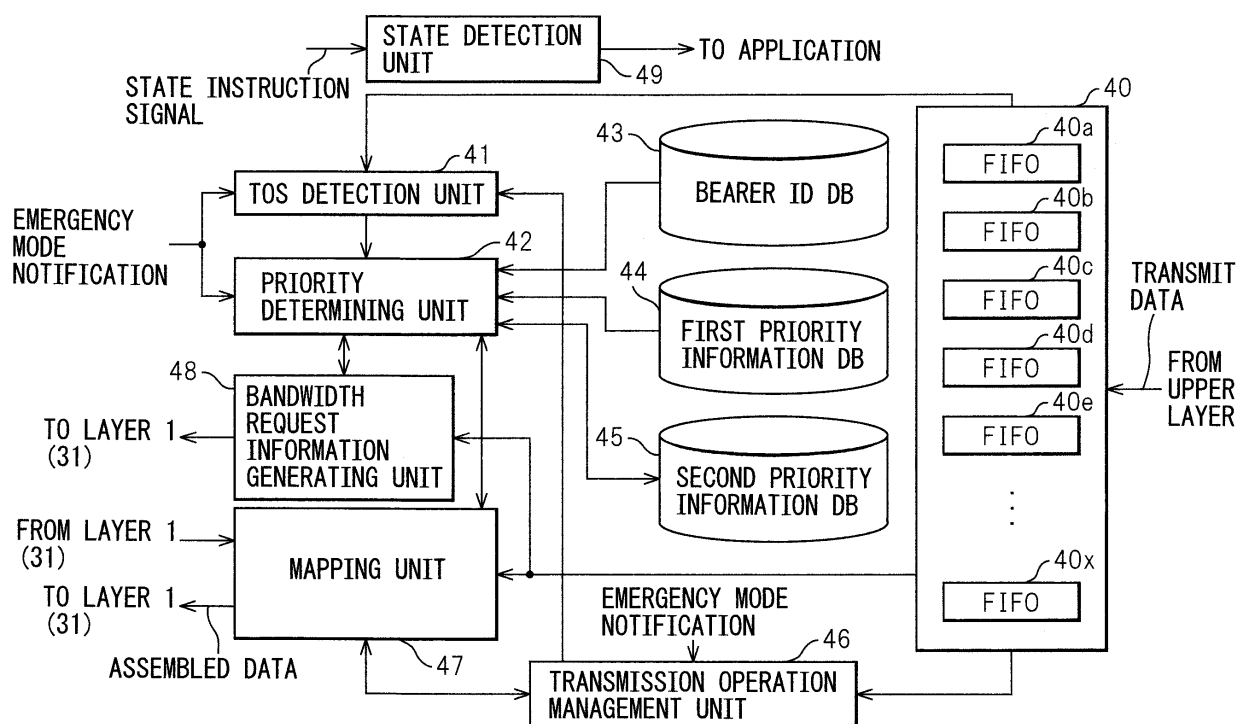 STATE DETECTION
UNIT
49
TO APPLICATION
STATE INSTRUCTION
SIGNAL
40
41
TOS DETECTION UNIT
EMERGENCY
MODE
NOTIFICATION
42
PRIORITY
DETERMINING UNIT
43
BEARER ID DB
44
FIRST PRIORITY
INFORMATION DB
45
SECOND PRIORITY
INFORMATION DB
40a
FIFO
40b
FIFO
40c
FIFO
40d
FIFO
40e
FIFO
40x
FIFO
TRANSMIT
DATA
FROM
UPPER
LAYER
48
BANDWIDTH
REQUEST
INFORMATION
GENERATING UNIT
TO LAYER 1
(31)
FROM LAYER 1
(31)
MAPPING UNIT
TO LAYER 1
(31)
ASSEMBLED DATA
47
EMERGENCY MODE
NOTIFICATION
46
TRANSMISSION OPERATION
MANAGEMENT UNIT